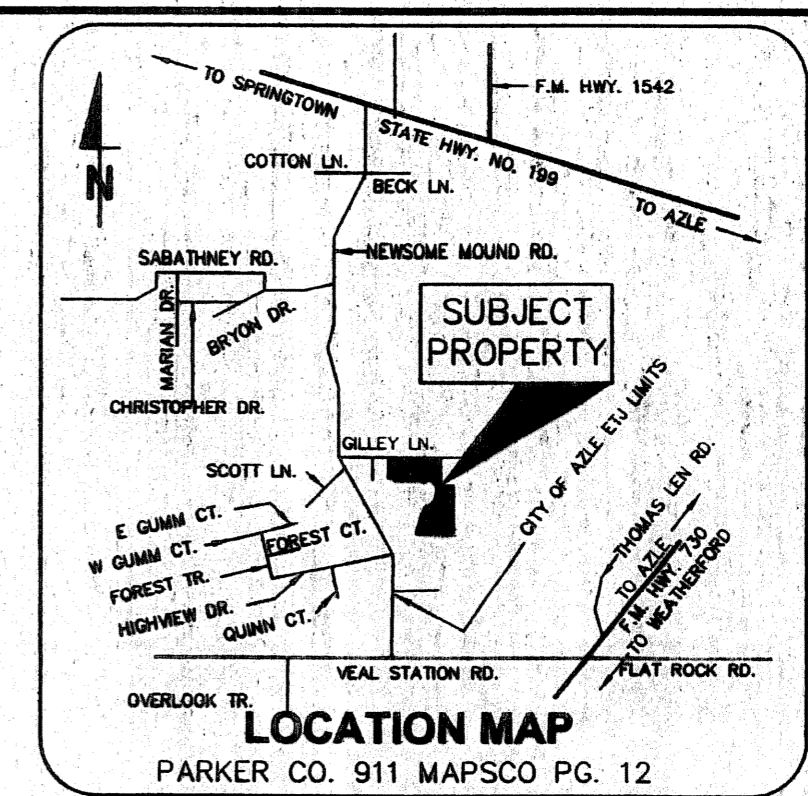 TO SPRINGTOWN
F.M. HWY. 1542
STATE HWY. NO. 199
COTTON LN.
BECK LN.
TO AZLE
N
NEWSOME MOUND RD.
SABATHNEY RD.
MARIAN DR.
BRYON DR.
SUBJECT
PROPERTY
CHRISTOPHER DR.
GILLEY LN.
CITY OF AZLE ETJ LIMITS
SCOTT LN.
THOMAS LEN RD.
E GUMM CT.
W GUMM CT.
FOREST CT.
TO AZLE
F.M. HWY. 730
TO WEATHERFORD
FOREST TR.
HIGHVIEW DR.
QUINN CT.
VEAL STATION RD.
FLAT ROCK RD.
OVERLOOK TR.
LOCATION MAP
PARKER CO. 911 MAPSCO PG. 12